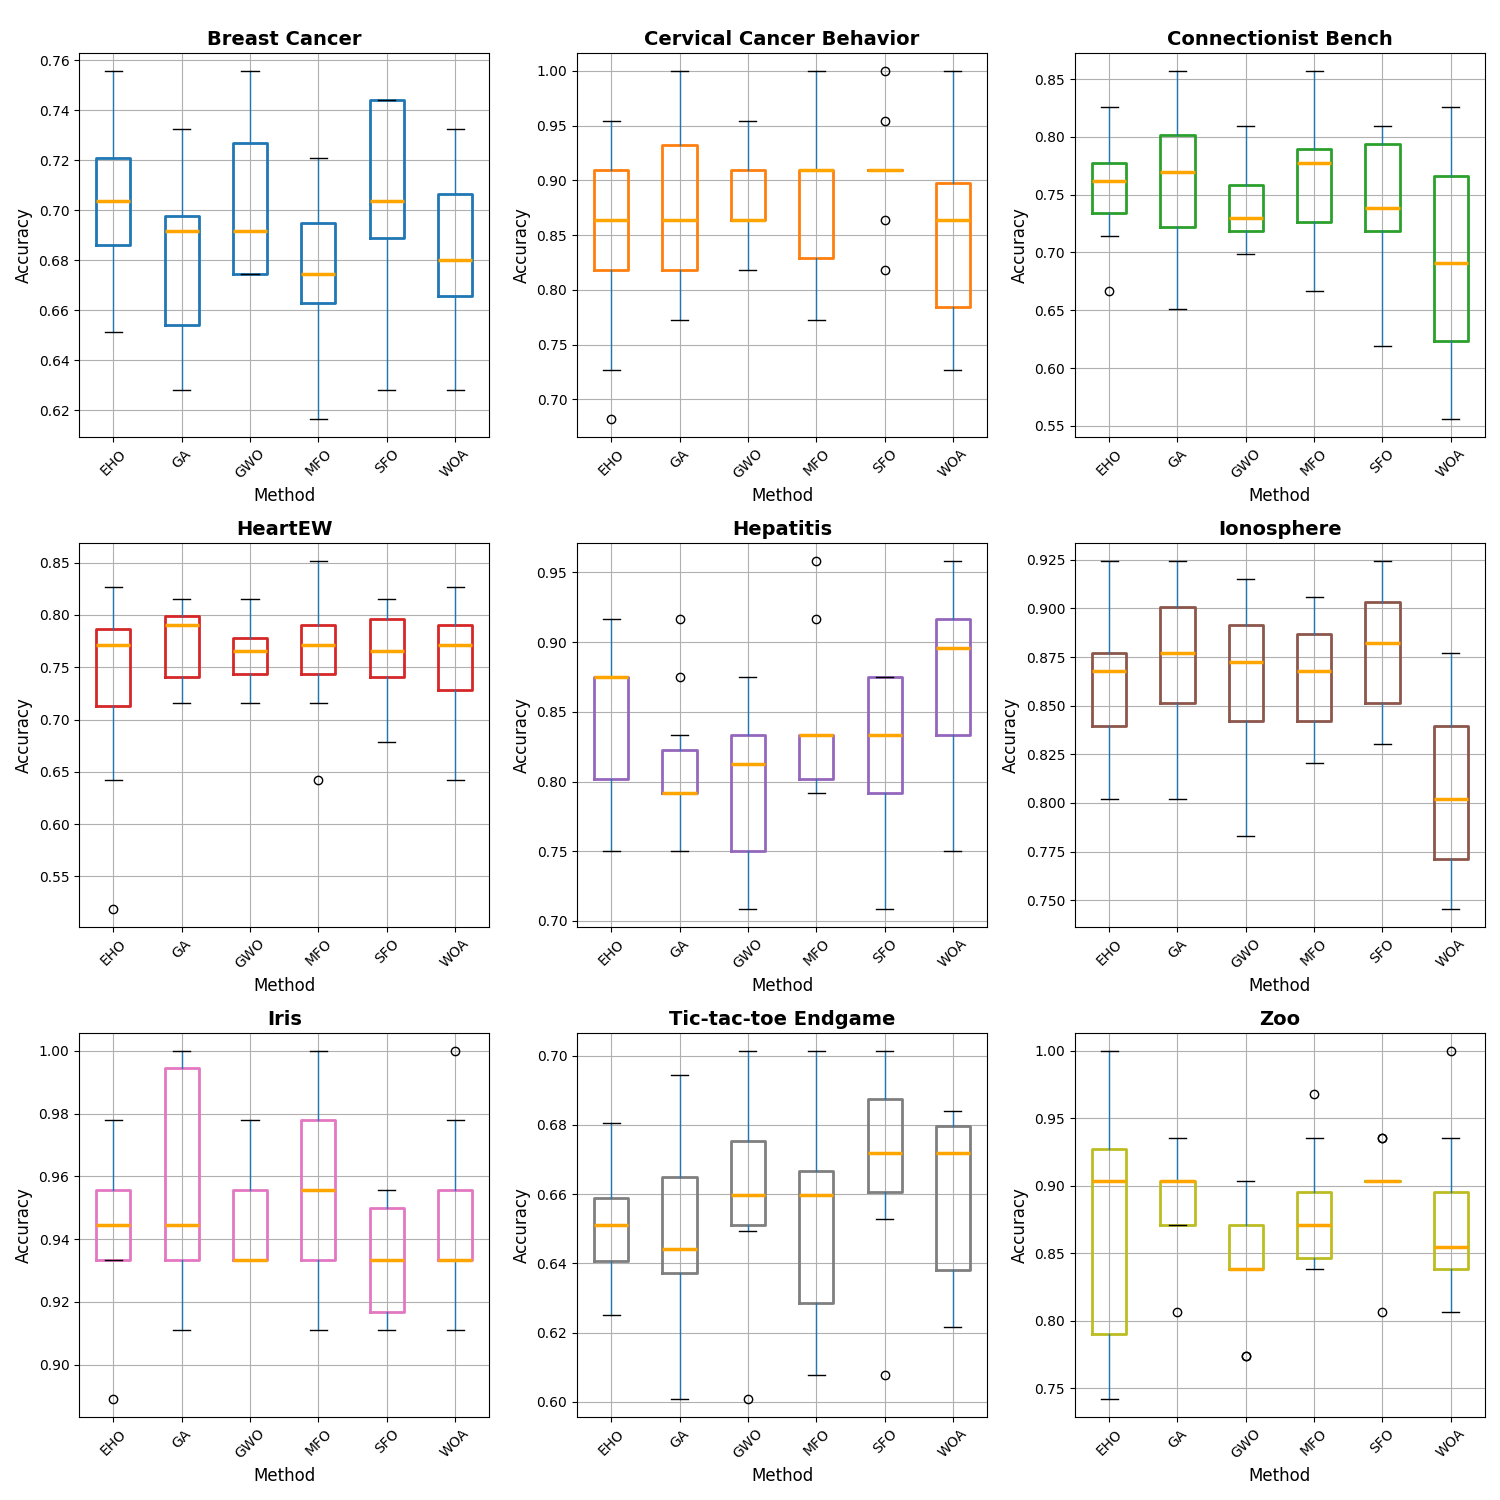 Breast Cancer
0.76
0.74
0.72
0.70
0.68
0.66
0.64
0.62
Accuracy
EHO GA GWO MFO SFO WOA
Method
Cervical Cancer Behavior
1.00
0.95
0.90
0.85
0.80
0.75
0.70
Accuracy
EHO GA GWO MFO SFO WOA
Method
Connectionist Bench
0.85
0.80
0.75
0.70
0.65
0.60
0.55
Accuracy
EHO GA GWO MFO SFO WOA
Method
HeartEW
0.85
0.80
0.75
0.70
0.65
0.60
0.55
Accuracy
EHO GA GWO MFO SFO WOA
Method
Hepatitis
0.95
0.90
0.85
0.80
0.75
0.70
Accuracy
EHO GA GWO MFO SFO WOA
Method
Ionosphere
0.925
0.900
0.875
0.850
0.825
0.800
0.775
0.750
Accuracy
EHO GA GWO MFO SFO WOA
Method
Iris
1.00
0.98
0.96
0.94
0.92
0.90
Accuracy
EHO GA GWO MFO SFO WOA
Method
Tic-tac-toe Endgame
0.70
0.68
0.66
0.64
0.62
0.60
Accuracy
EHO GA GWO MFO SFO WOA
Method
Zoo
1.00
0.95
0.90
0.85
0.80
0.75
Accuracy
EHO GA GWO MFO SFO WOA
Method